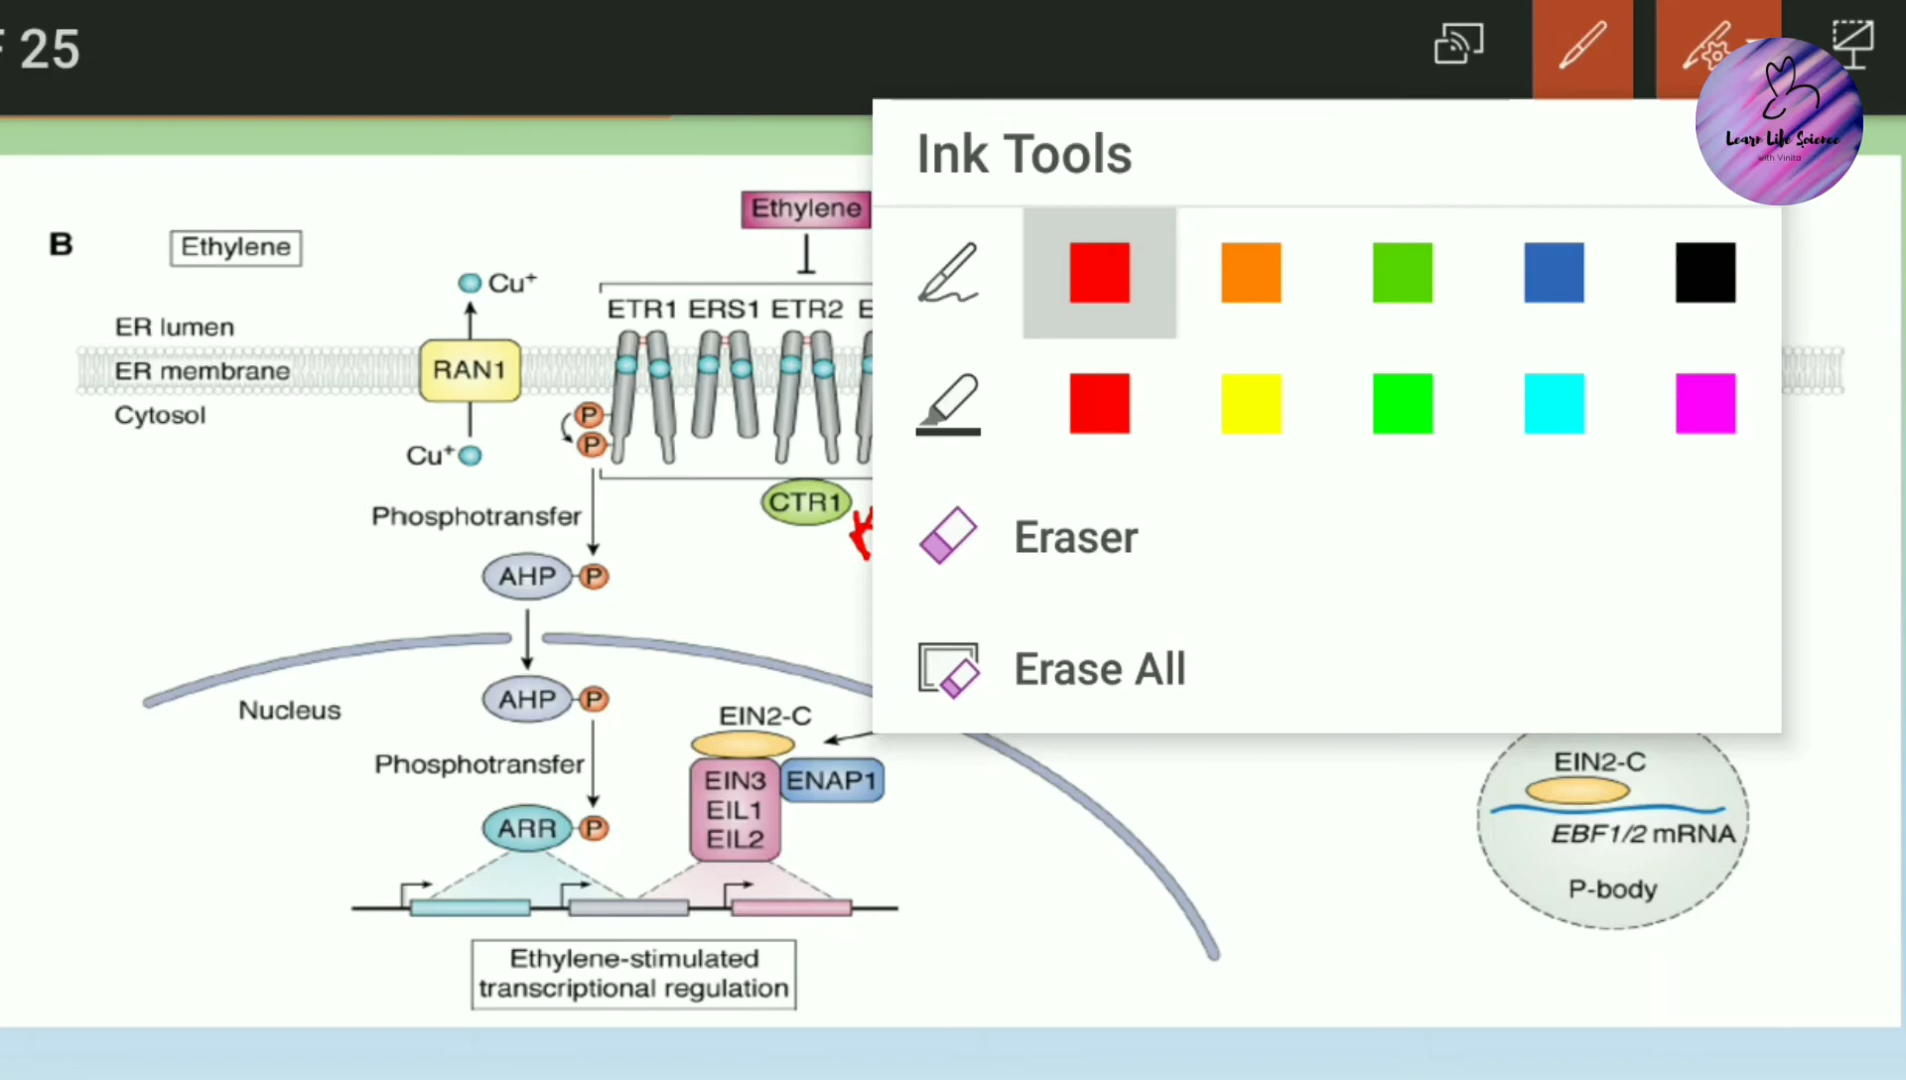 25
Learn Life Science
with Vinita
Ink Tools
Eraser
Erase All
B
Ethylene
Ethylene
Cu+
ETR1 ERS1 ETR2
ER lumen
ER membrane
RAN1
Cytosol
P
P
Cu+
CTR1
Phosphotransfer
AHP P
Nucleus
AHP P
EIN2-C
Phosphotransfer
EIN3
EIL1
EIL2
ENAP1
ARR P
Ethylene-stimulated
transcriptional regulation
EIN2-C
EBF1/2 mRNA
P-body